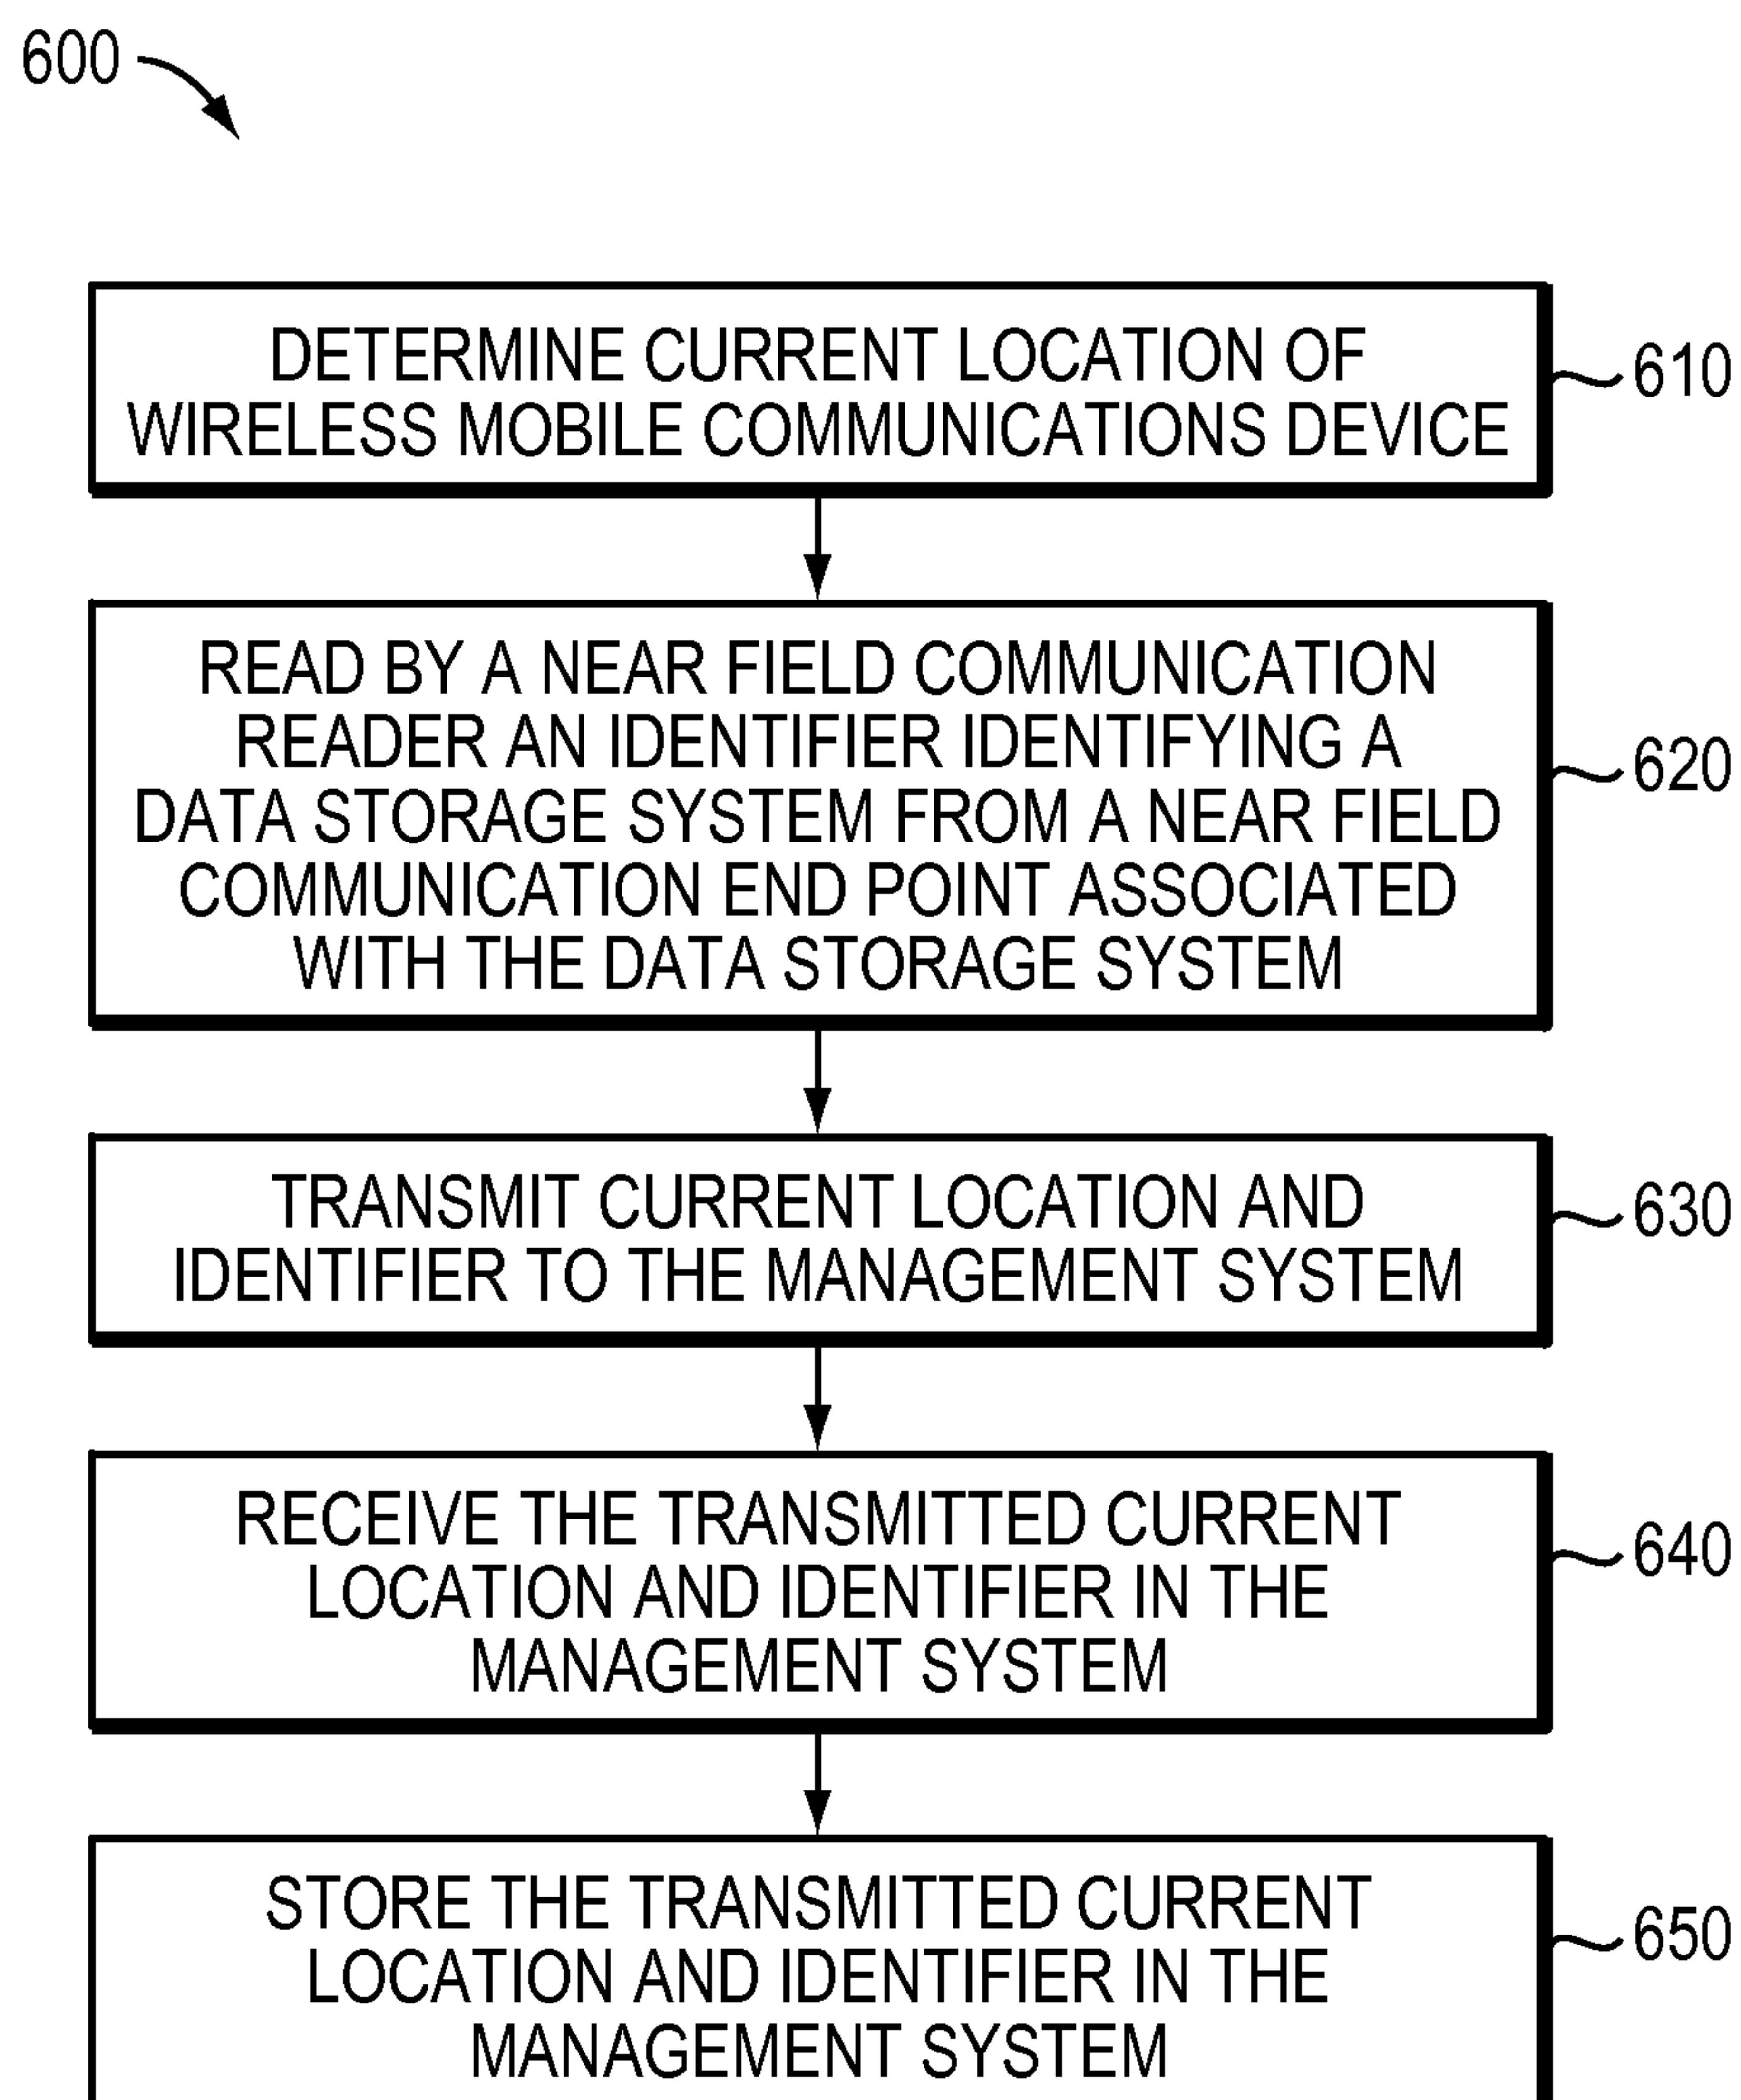 600
DETERMINE CURRENT LOCATION OF
WIRELESS MOBILE COMMUNICATIONS DEVICE
610
READ BY A NEAR FIELD COMMUNICATION
READER AN IDENTIFIER IDENTIFYING A
DATA STORAGE SYSTEM FROM A NEAR FIELD
COMMUNICATION END POINT ASSOCIATED
WITH THE DATA STORAGE SYSTEM
620
TRANSMIT CURRENT LOCATION AND
IDENTIFIER TO THE MANAGEMENT SYSTEM
630
RECEIVE THE TRANSMITTED CURRENT
LOCATION AND IDENTIFIER IN THE
MANAGEMENT SYSTEM
640
STORE THE TRANSMITTED CURRENT
LOCATION AND IDENTIFIER IN THE
MANAGEMENT SYSTEM
650